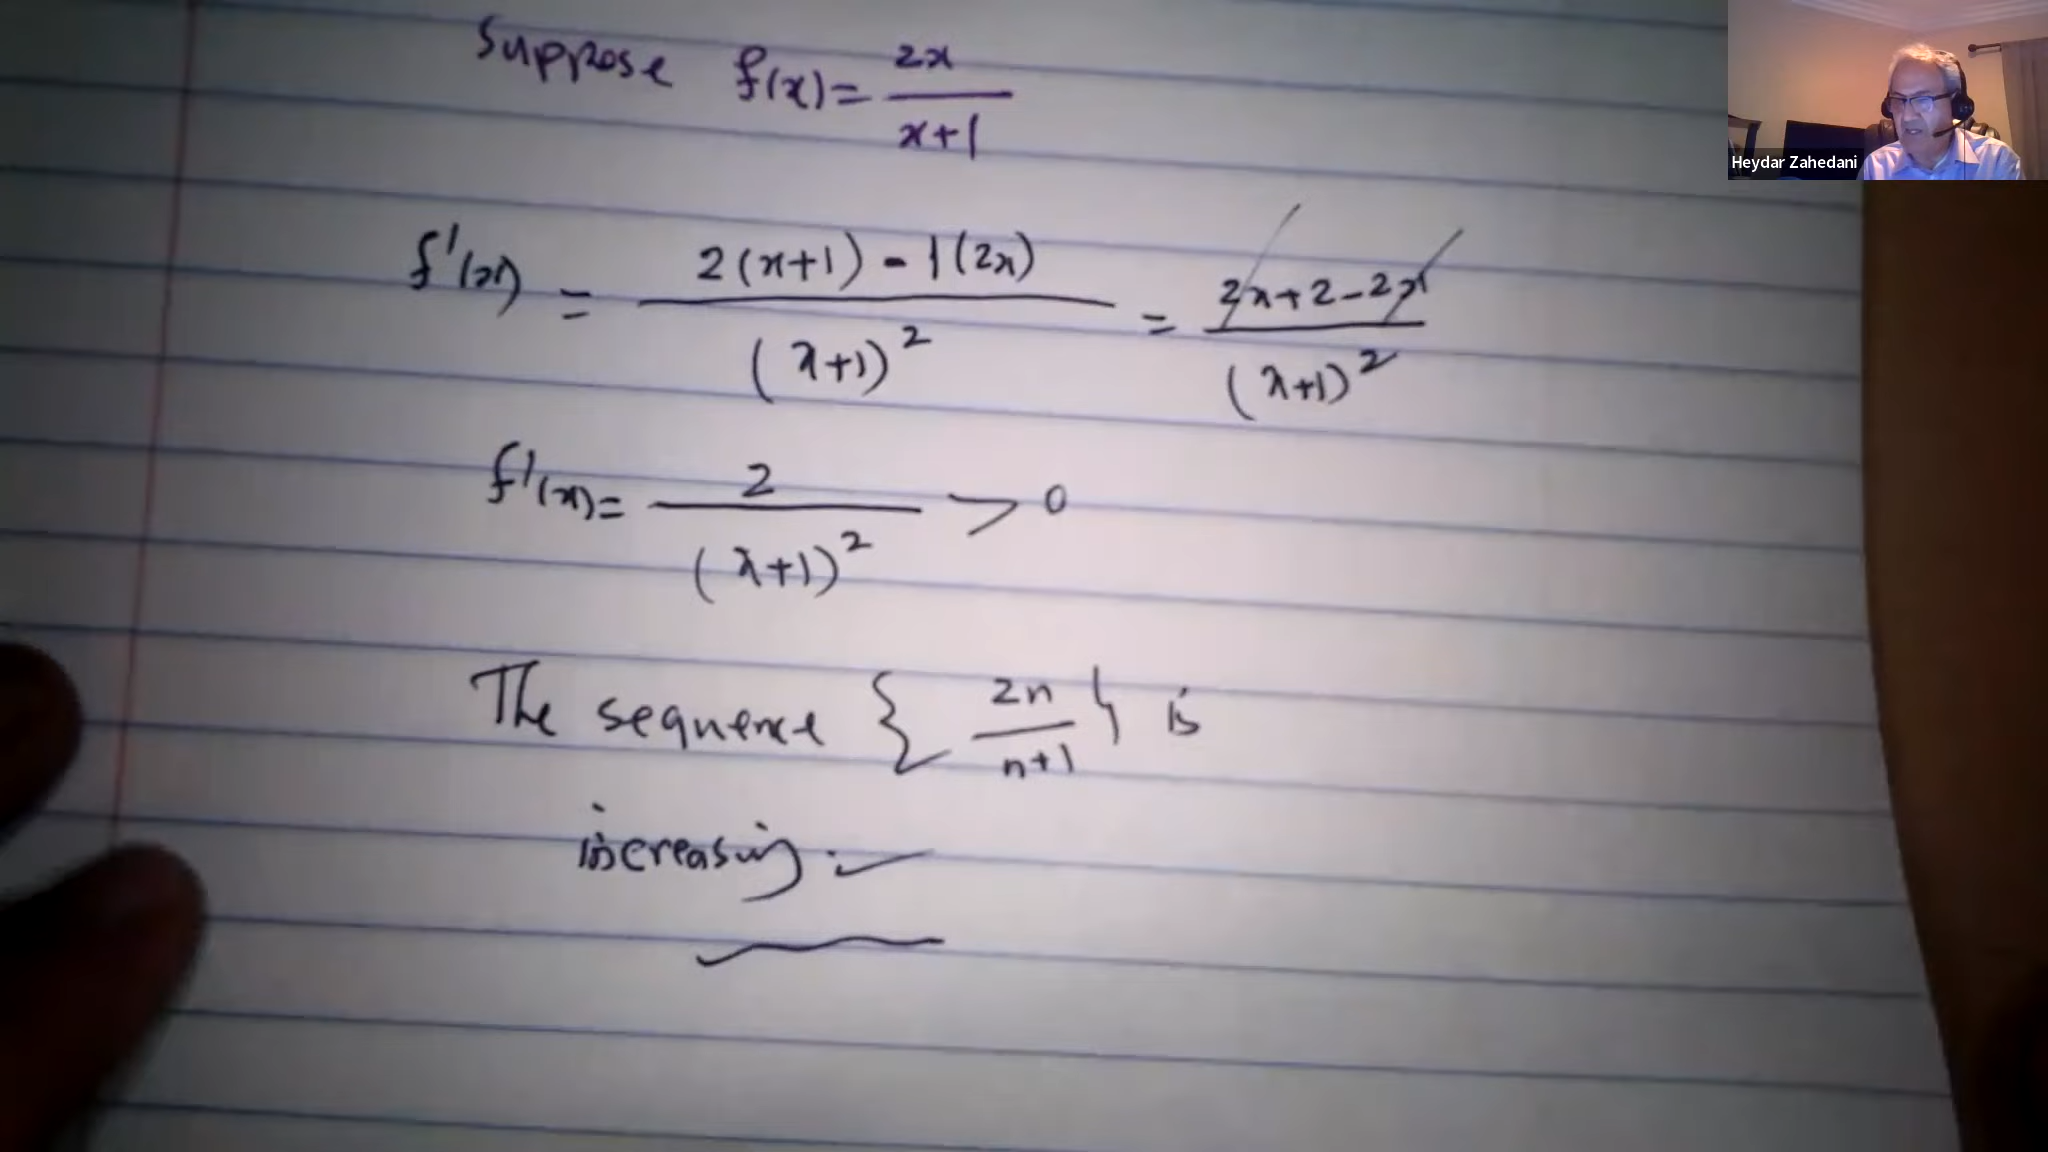 Suppose f(x) = 2x / x+1
Heydar Zahedani
f'(x) = 2(x+1) - 1(2x) / (x+1)² = 2x+2-2x / (x+1)²
f'(x) = 2 / (x+1)² > 0
The sequence { 2n / n+1 } is
increasing.